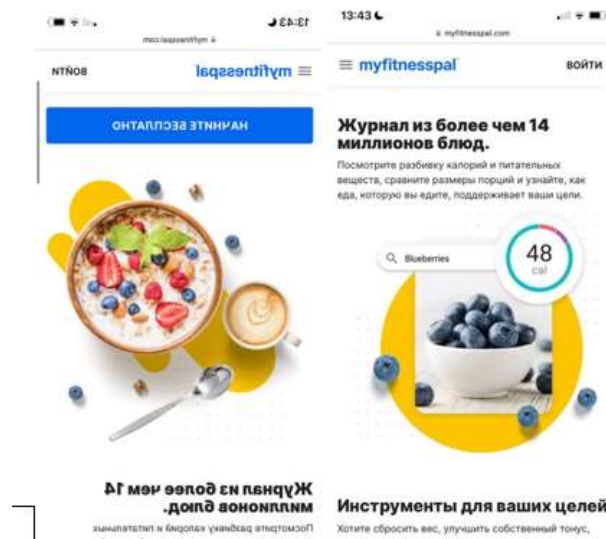 13:43
myfitnesspal.com
myfitnesspal
ВОЙТИ
НАЧНИТЕ БЕСПЛАТНО
Журнал из более чем 14
миллионов блюд.
Посмотрите разбивку калорий и питательных
13:43
myfitnesspal.com
myfitnesspal
ВОЙТИ
Журнал из более чем 14
миллионов блюд.
Посмотрите разбивку калорий и питательных
веществ, сравните размеры порций и узнайте, как
еда, которую вы едите, поддерживает ваши цели.
Blueberries
48
cal
Инструменты для ваших целей
Хотите сбросить вес, улучшить собственный тонус,